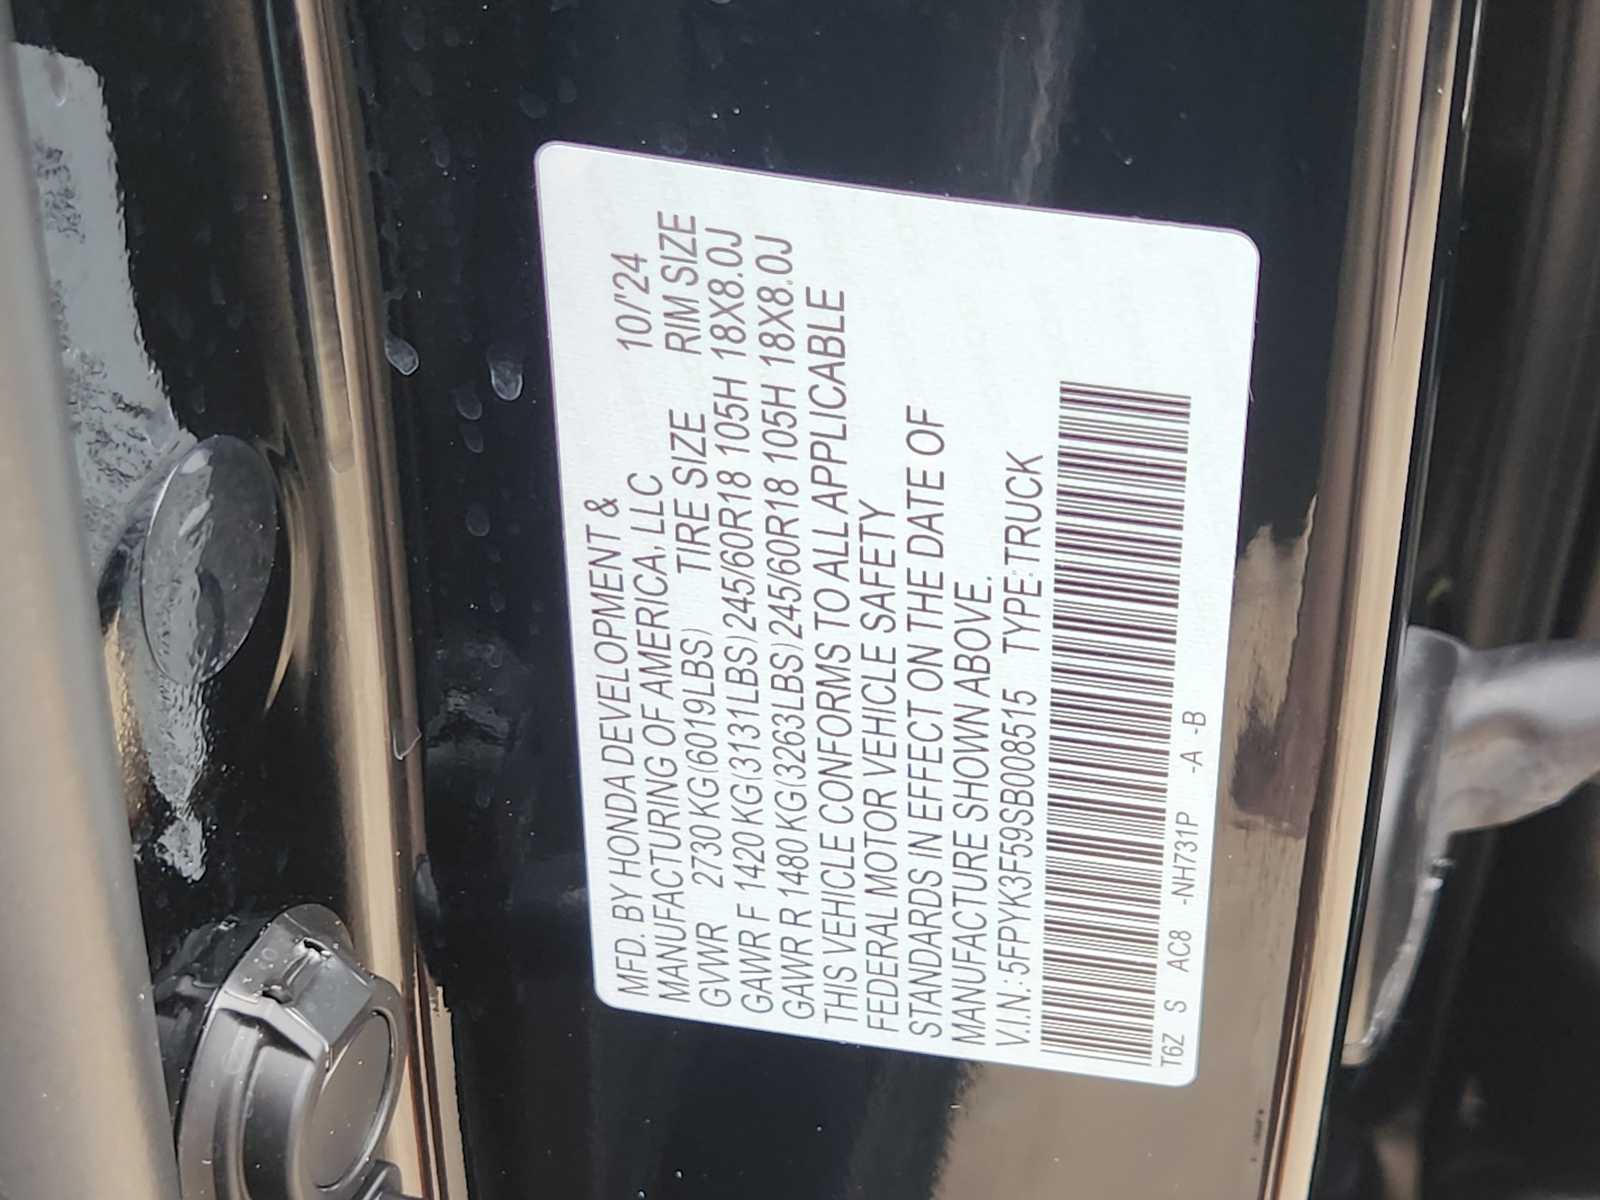 MFD. BY HONDA DEVELOPMENT &
MANUFACTURING OF AMERICA, LLC 10/'24
GVWR 2730 KG(6019LBS) TIRE SIZE RIM SIZE
GAWR F 1420 KG(3131LBS) 245/60R18 105H 18X8.0J
GAWR R 1480 KG(3263LBS) 245/60R18 105H 18X8.0J
THIS VEHICLE CONFORMS TO ALL APPLICABLE
FEDERAL MOTOR VEHICLE SAFETY
STANDARDS IN EFFECT ON THE DATE OF
MANUFACTURE SHOWN ABOVE.
V.I.N.: 5FPYK3F59SB008515 TYPE:TRUCK
T6Z S AC8 -NH731P -A -B